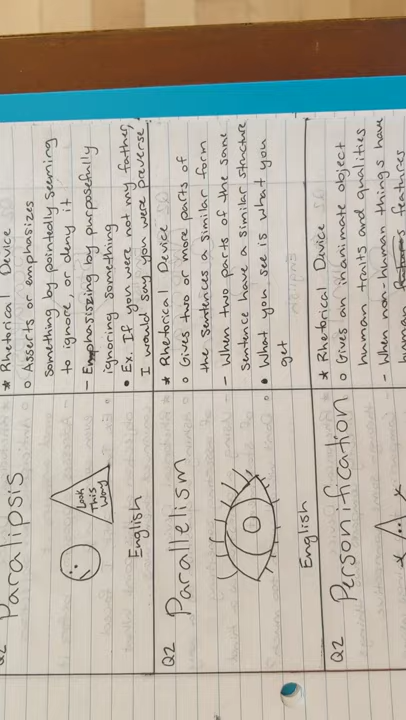 Q2 Paralipsis
Look
This
Way
English
* Rhetorical Device
o Asserts or emphasizes
something by pointedly seeming
to ignore, or deny it
- Emphasizing by purposefully
ignoring something
• Ex. If you were not my father,
I would say you were preverse
Q2 Parallelism
English
* Rhetorical Device
o Gives two or more parts of
the sentences a similar form
- When two parts of the same
sentence have a similar structure
• What you see is what you
get
Q2 Personification
* Rhetorical Device
o Gives an inanimate object
human traits and qualities
- When non-human things have
human features